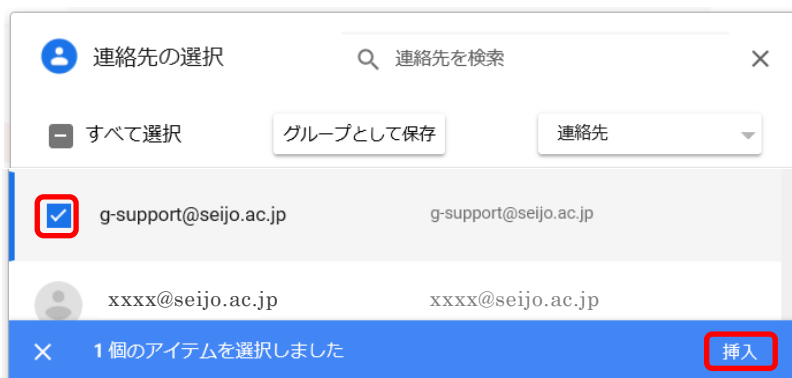 連絡先の選択 連絡先を検索
すべて選択 グループとして保存 連絡先
g-support@seijo.ac.jp g-support@seijo.ac.jp
xxxx@seijo.ac.jp xxxx@seijo.ac.jp
1個のアイテムを選択しました 挿入